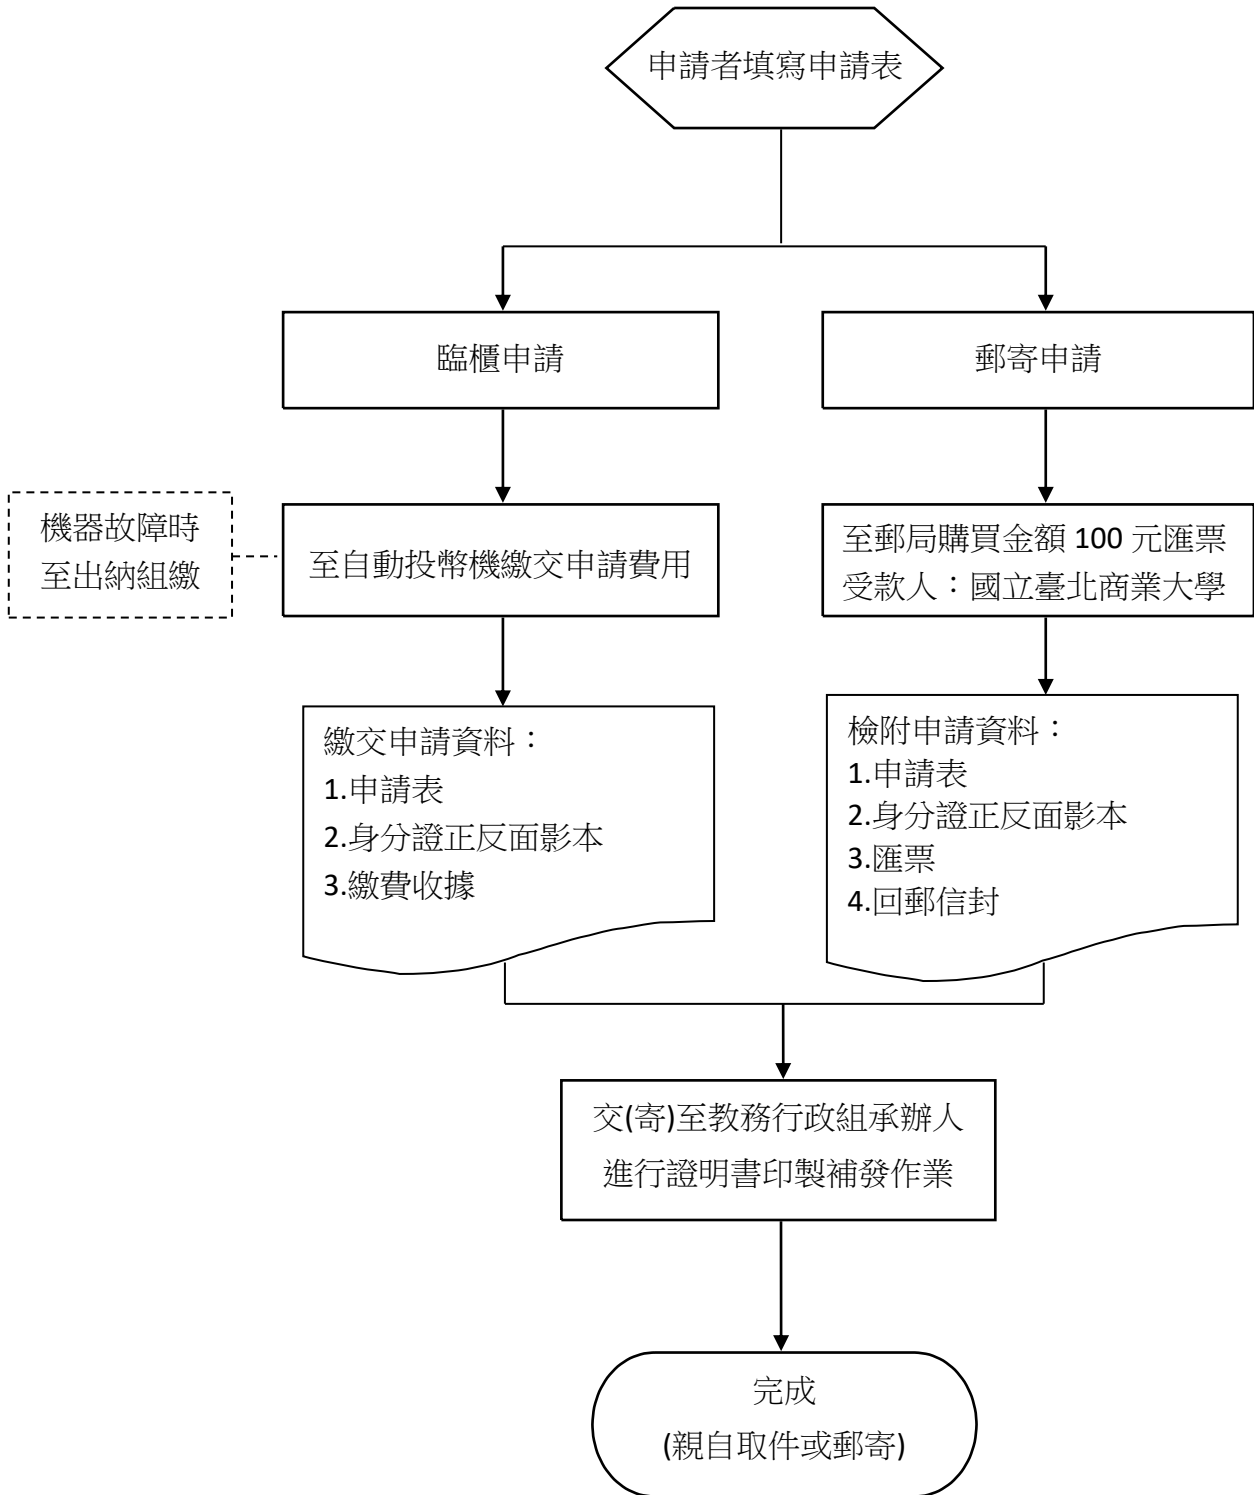 申請者填寫申請表
臨櫃申請
郵寄申請
機器故障時
至出納組繳
至自動投幣機繳交申請費用
至郵局購買金額 100 元匯票
受款人：國立臺北商業大學
繳交申請資料：
1.申請表
2.身分證正反面影本
3.繳費收據
檢附申請資料：
1.申請表
2.身分證正反面影本
3.匯票
4.回郵信封
交(寄)至教務行政組承辦人
進行證明書印製補發作業
完成
(親自取件或郵寄)